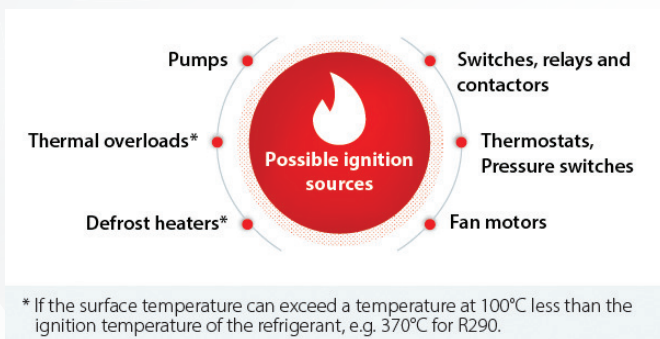 Pumps
Switches, relays and
contactors
Thermal overloads*
Possible ignition
sources
Thermostats,
Pressure switches
Defrost heaters*
Fan motors
* If the surface temperature can exceed a temperature at 100°C less than the
ignition temperature of the refrigerant, e.g. 370°C for R290.